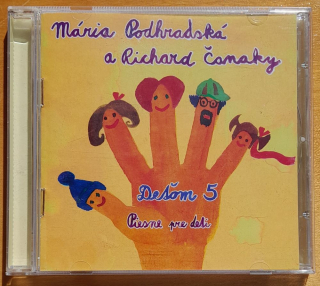 Mária Podhradská
a Richard Čanaky
Deťom 5
Piesne pre deti